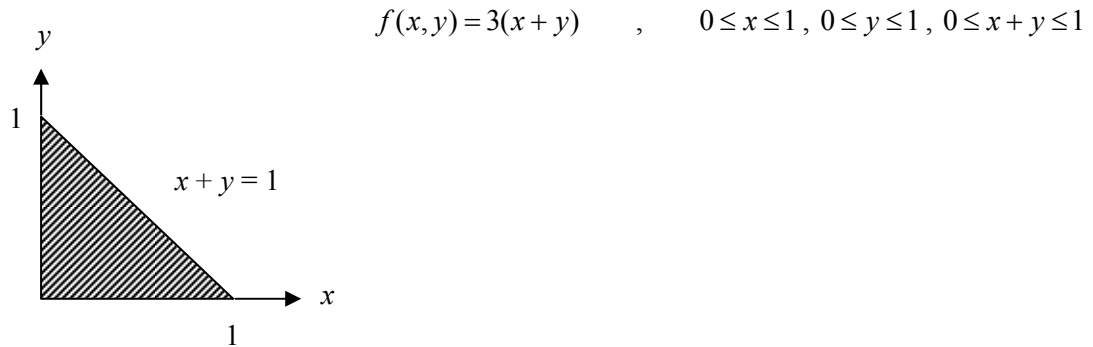 f(x, y) = 3(x + y) , 0 ≤ x ≤ 1 , 0 ≤ y ≤ 1 , 0 ≤ x + y ≤ 1
y
1
x + y = 1
x
1